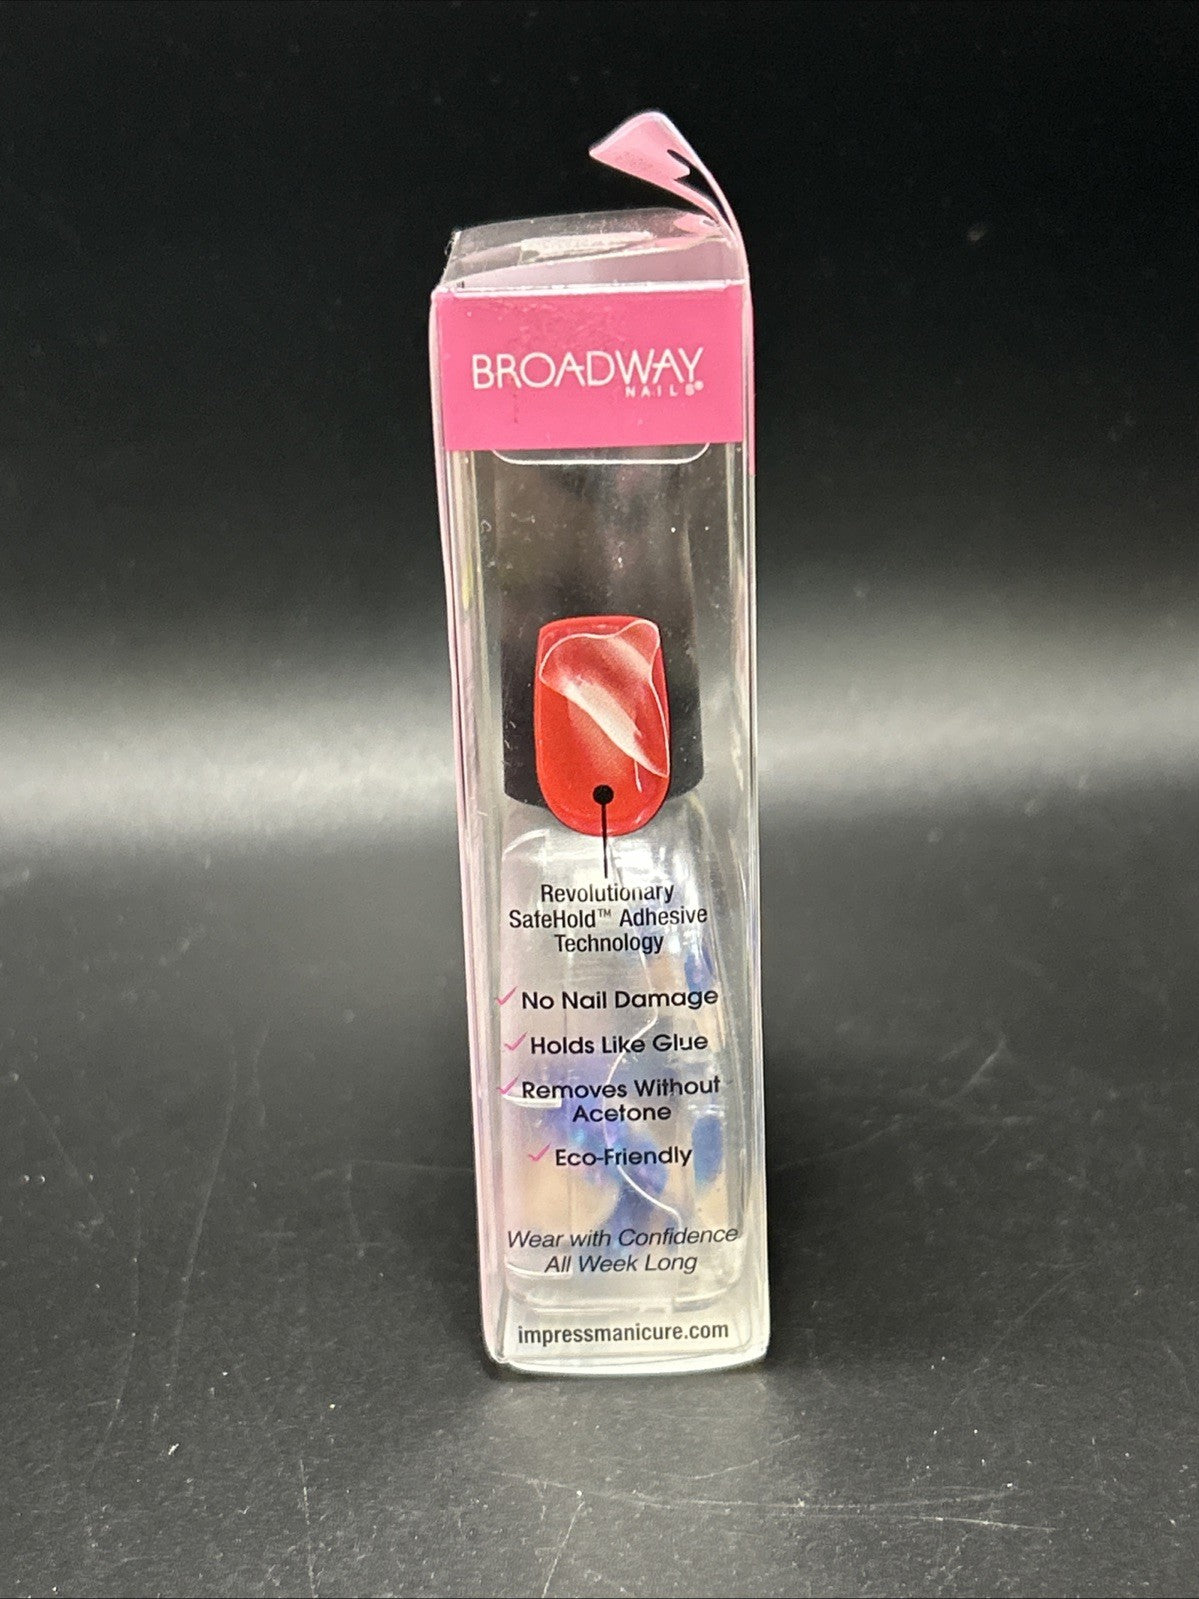 BROADWAY
NAILS®
Revolutionary
SafeHold™ Adhesive
Technology
No Nail Damage
Holds Like Glue
Removes Without
Acetone
Eco-Friendly
Wear with Confidence
All Week Long
impressmanicure.com